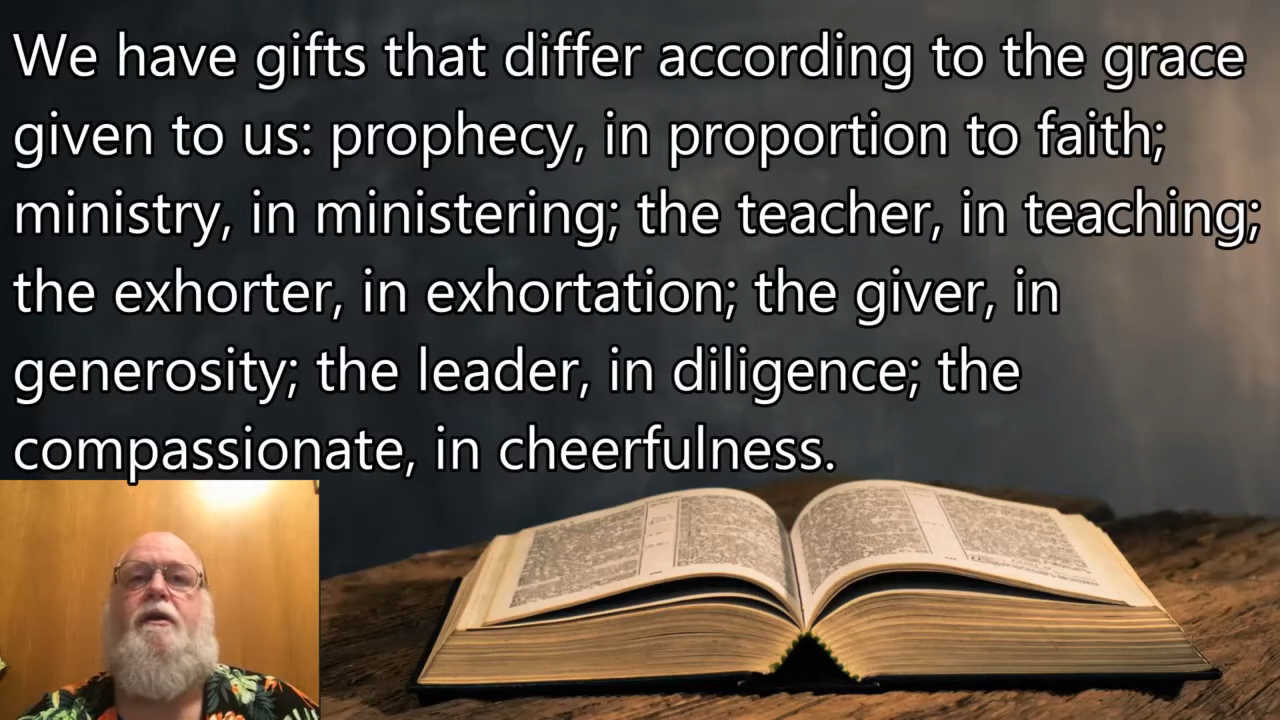 We have gifts that differ according to the grace
given to us: prophecy, in proportion to faith;
ministry, in ministering; the teacher, in teaching;
the exhorter, in exhortation; the giver, in
generosity; the leader, in diligence; the
compassionate, in cheerfulness.